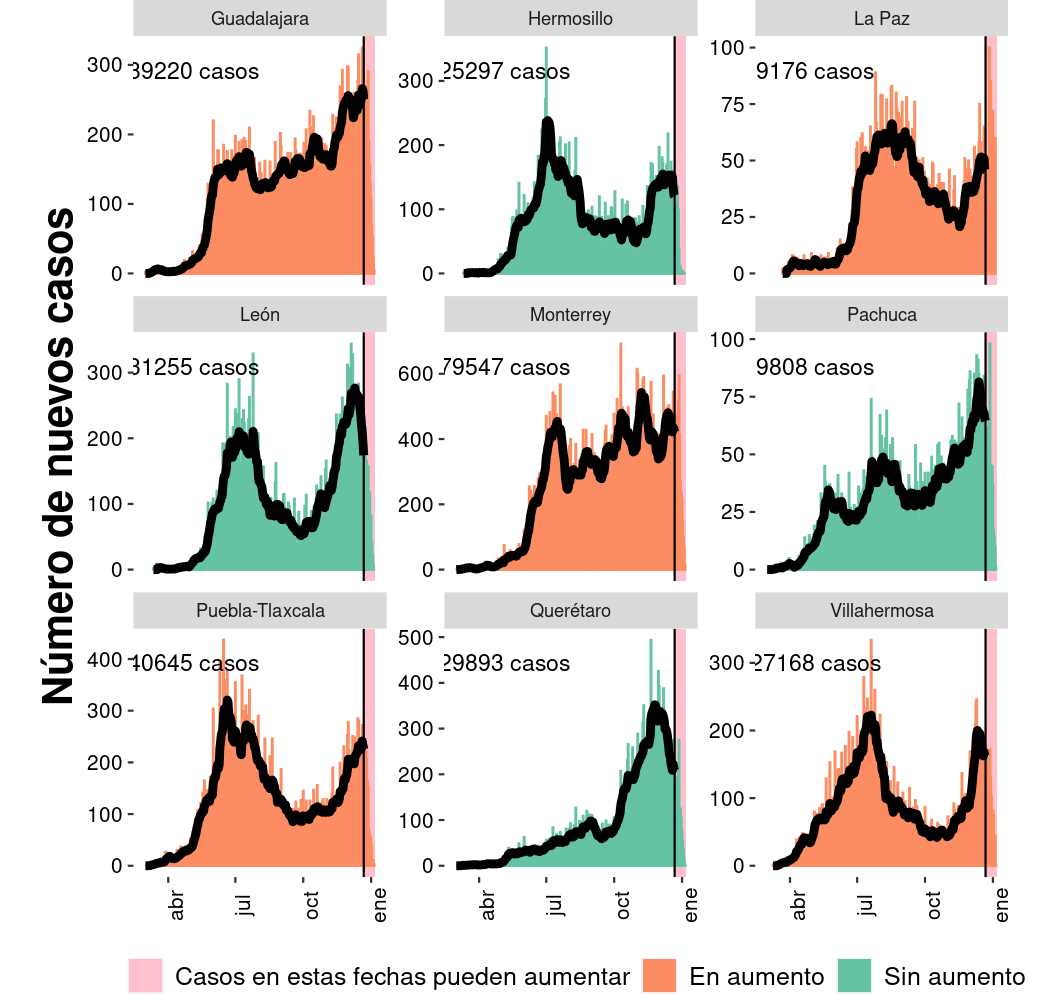 Guadalajara
Hermosillo
La Paz
39220 casos
25297 casos
9176 casos
300
200
100
0
300
200
100
0
100
75
50
25
0
León
Monterrey
Pachuca
31255 casos
79547 casos
9808 casos
300
200
100
0
600
400
200
0
100
75
50
25
0
Puebla-Tlaxcala
Querétaro
Villahermosa
40645 casos
29893 casos
27168 casos
400
300
200
100
0
500
400
300
200
100
0
300
200
100
0
abr
jul
oct
ene
abr
jul
oct
ene
abr
jul
oct
ene
Número de nuevos casos
Casos en estas fechas pueden aumentar
En aumento
Sin aumento